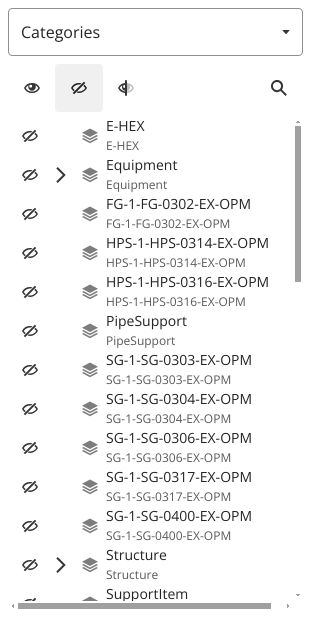 Categories
E-HEX
E-HEX
Equipment
Equipment
FG-1-FG-0302-EX-OPM
FG-1-FG-0302-EX-OPM
HPS-1-HPS-0314-EX-OPM
HPS-1-HPS-0314-EX-OPM
HPS-1-HPS-0316-EX-OPM
HPS-1-HPS-0316-EX-OPM
PipeSupport
PipeSupport
SG-1-SG-0303-EX-OPM
SG-1-SG-0303-EX-OPM
SG-1-SG-0304-EX-OPM
SG-1-SG-0304-EX-OPM
SG-1-SG-0306-EX-OPM
SG-1-SG-0306-EX-OPM
SG-1-SG-0317-EX-OPM
SG-1-SG-0317-EX-OPM
SG-1-SG-0400-EX-OPM
SG-1-SG-0400-EX-OPM
Structure
Structure
SupportItem